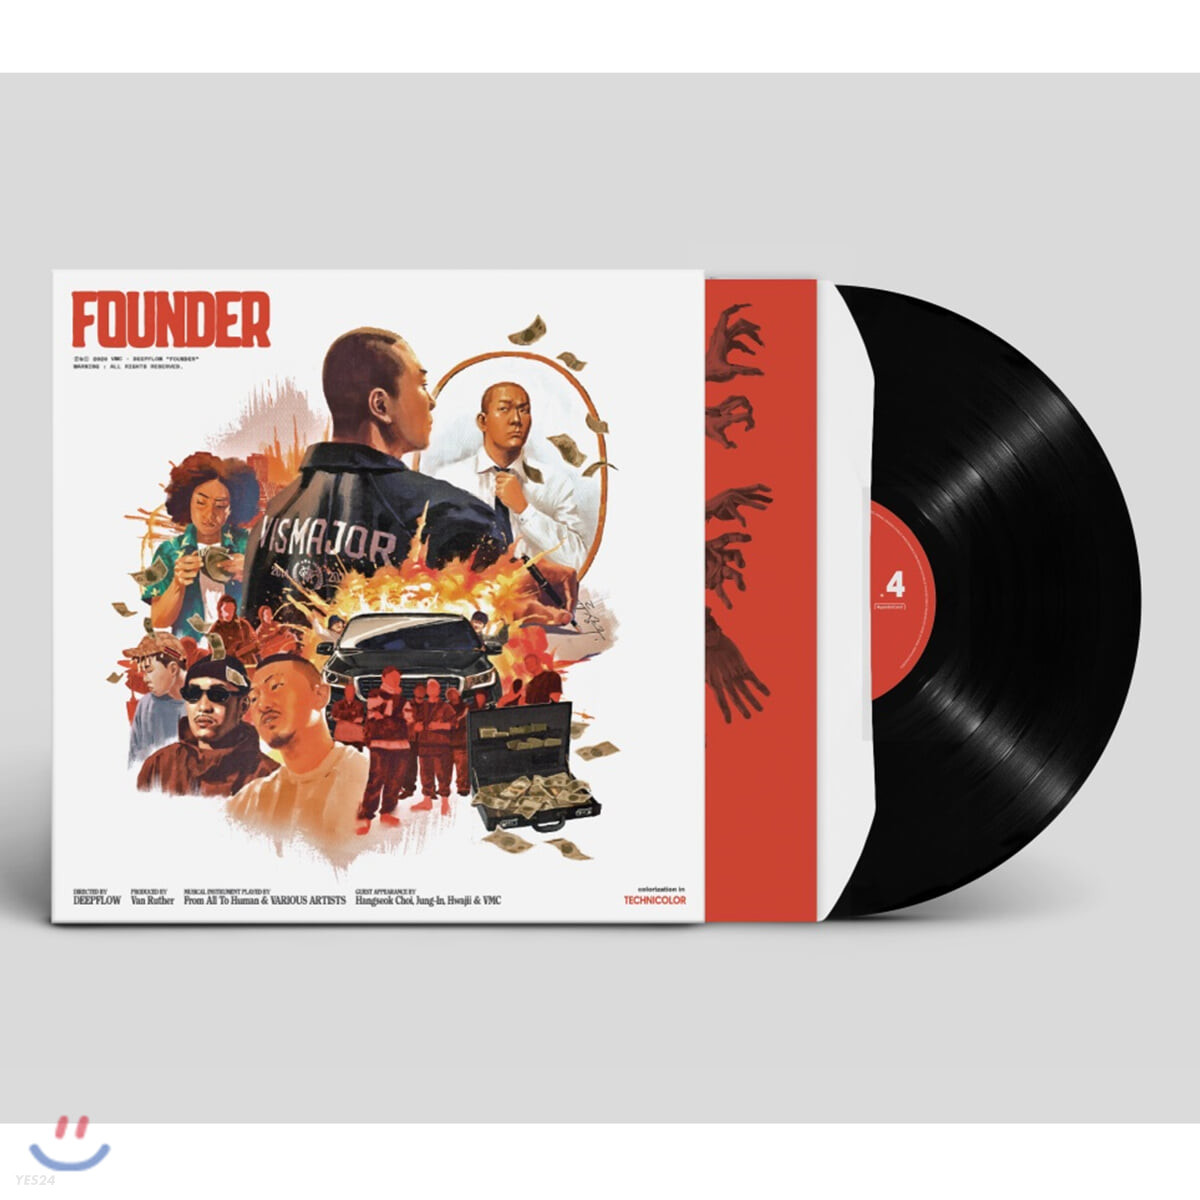 FOUNDER
Ⓟ&Ⓒ 2020 VMC - DEEPFLOW "FOUNDER"
WARNING : ALL RIGHTS RESERVED.
VISMAJOR
.4
DIRECTED BY
DEEPFLOW
PRODUCED BY
Van Ruther
MUSICAL INSTRUMENT PLAYED BY
From All To Human & VARIOUS ARTISTS
GUEST APPEARANCE BY
Hangseok Choi, Jung-In, Hwajii & VMC
colorization in
TECHNICOLOR
YES24